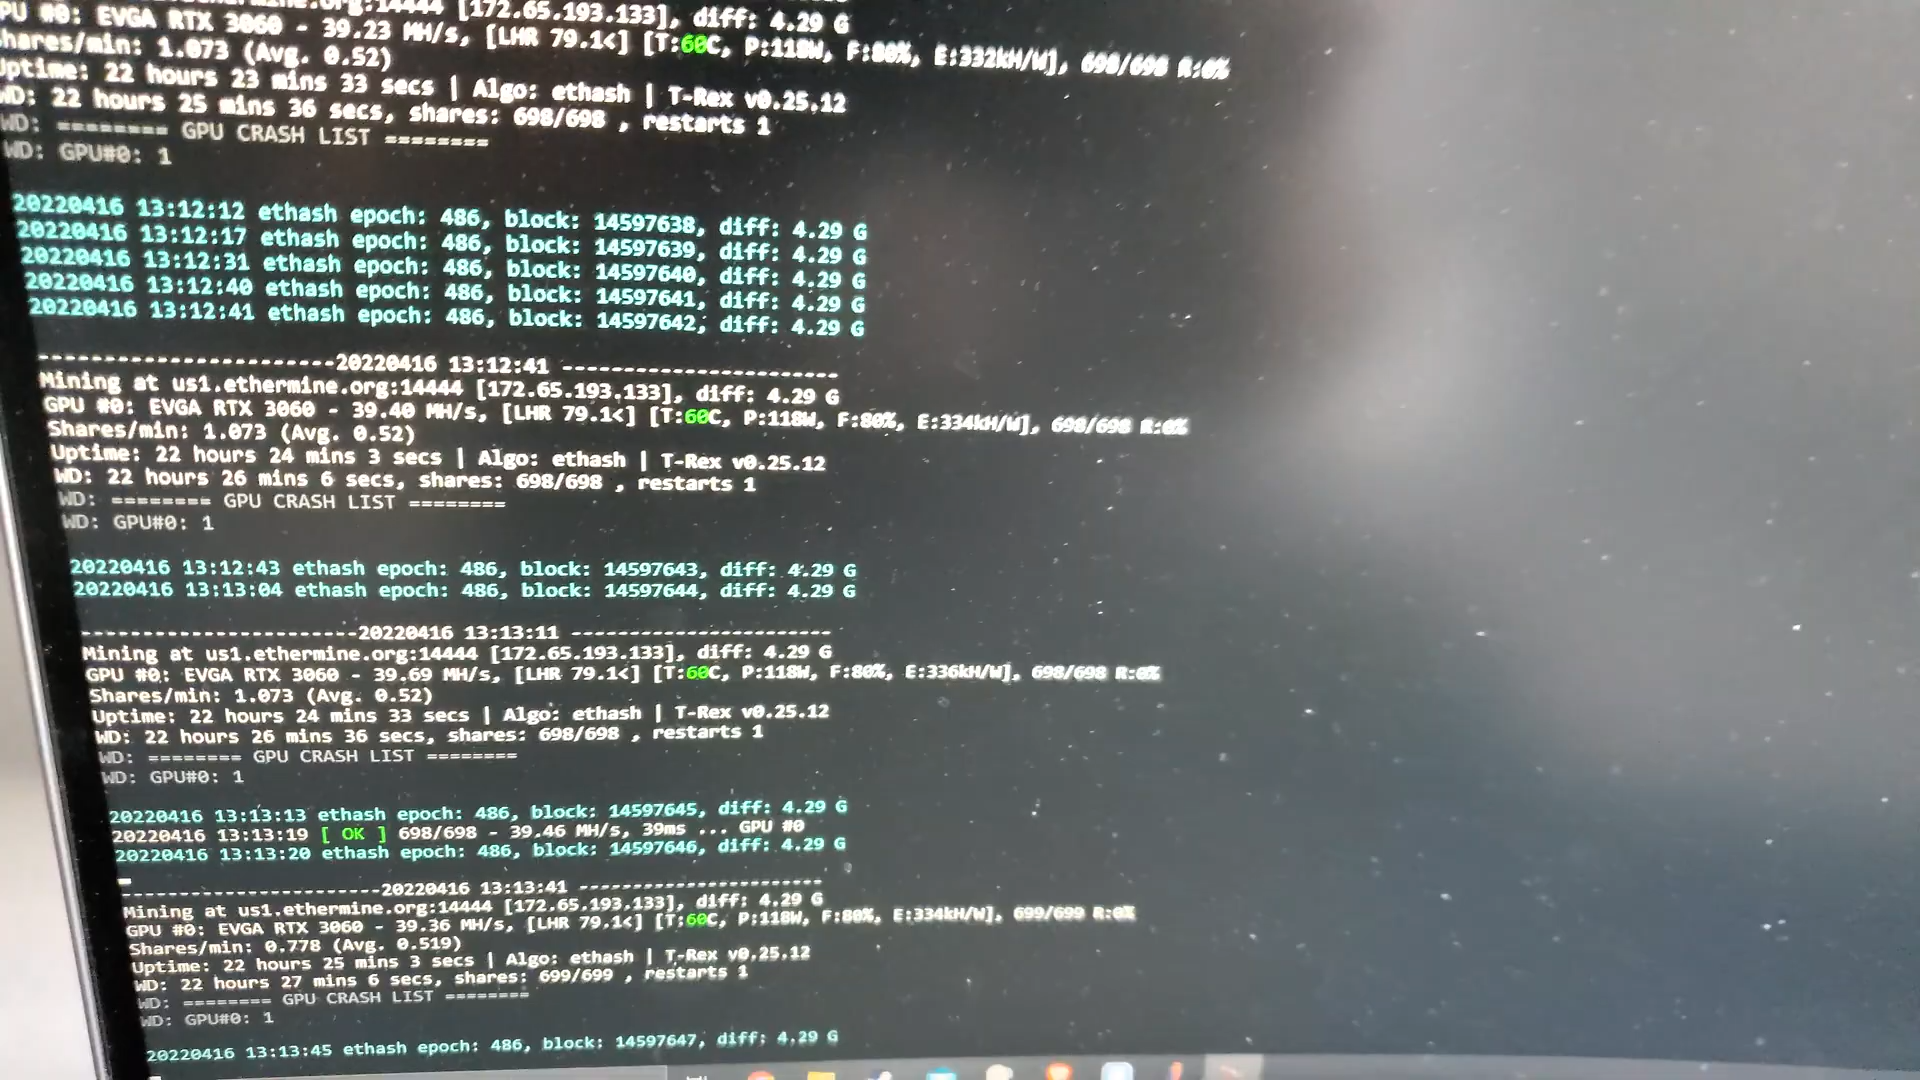 ethermine.org:14444 [172.65.193.133], diff: 4.29 G
PU #0: EVGA RTX 3060 - 39.23 MH/s, [LHR 79.1<] [T:60C, P:118W, F:80%, E:332kH/W], 698/698 R:0%
Shares/min: 1.073 (Avg. 0.52)
Uptime: 22 hours 23 mins 33 secs | Algo: ethash | T-Rex v0.25.12
WD: 22 hours 25 mins 36 secs, shares: 698/698 , restarts 1
WD: ======== GPU CRASH LIST ========
WD: GPU#0: 1
20220416 13:12:12 ethash epoch: 486, block: 14597638, diff: 4.29 G
20220416 13:12:17 ethash epoch: 486, block: 14597639, diff: 4.29 G
20220416 13:12:31 ethash epoch: 486, block: 14597640, diff: 4.29 G
20220416 13:12:40 ethash epoch: 486, block: 14597641, diff: 4.29 G
20220416 13:12:41 ethash epoch: 486, block: 14597642, diff: 4.29 G
-----------------------20220416 13:12:41 -----------------------
Mining at us1.ethermine.org:14444 [172.65.193.133], diff: 4.29 G
GPU #0: EVGA RTX 3060 - 39.40 MH/s, [LHR 79.1<] [T:60C, P:118W, F:80%, E:334kH/W], 698/698 R:0%
Shares/min: 1.073 (Avg. 0.52)
Uptime: 22 hours 24 mins 3 secs | Algo: ethash | T-Rex v0.25.12
WD: 22 hours 26 mins 6 secs, shares: 698/698 , restarts 1
WD: ======== GPU CRASH LIST ========
WD: GPU#0: 1
20220416 13:12:43 ethash epoch: 486, block: 14597643, diff: 4.29 G
20220416 13:13:04 ethash epoch: 486, block: 14597644, diff: 4.29 G
-----------------------20220416 13:13:11 -----------------------
Mining at us1.ethermine.org:14444 [172.65.193.133], diff: 4.29 G
GPU #0: EVGA RTX 3060 - 39.69 MH/s, [LHR 79.1<] [T:60C, P:118W, F:80%, E:336kH/W], 698/698 R:0%
Shares/min: 1.073 (Avg. 0.52)
Uptime: 22 hours 24 mins 33 secs | Algo: ethash | T-Rex v0.25.12
WD: 22 hours 26 mins 36 secs, shares: 698/698 , restarts 1
WD: ======== GPU CRASH LIST ========
WD: GPU#0: 1
20220416 13:13:13 ethash epoch: 486, block: 14597645, diff: 4.29 G
20220416 13:13:19 [ OK ] 698/698 - 39.46 MH/s, 39ms ... GPU #0
20220416 13:13:20 ethash epoch: 486, block: 14597646, diff: 4.29 G
-----------------------20220416 13:13:41 -----------------------
Mining at us1.ethermine.org:14444 [172.65.193.133], diff: 4.29 G
GPU #0: EVGA RTX 3060 - 39.36 MH/s, [LHR 79.1<] [T:60C, P:118W, F:80%, E:334kH/W], 699/699 R:0%
Shares/min: 0.778 (Avg. 0.519)
Uptime: 22 hours 25 mins 3 secs | Algo: ethash | T-Rex v0.25.12
WD: 22 hours 27 mins 6 secs, shares: 699/699 , restarts 1
WD: ======== GPU CRASH LIST ========
WD: GPU#0: 1
20220416 13:13:45 ethash epoch: 486, block: 14597647, diff: 4.29 G